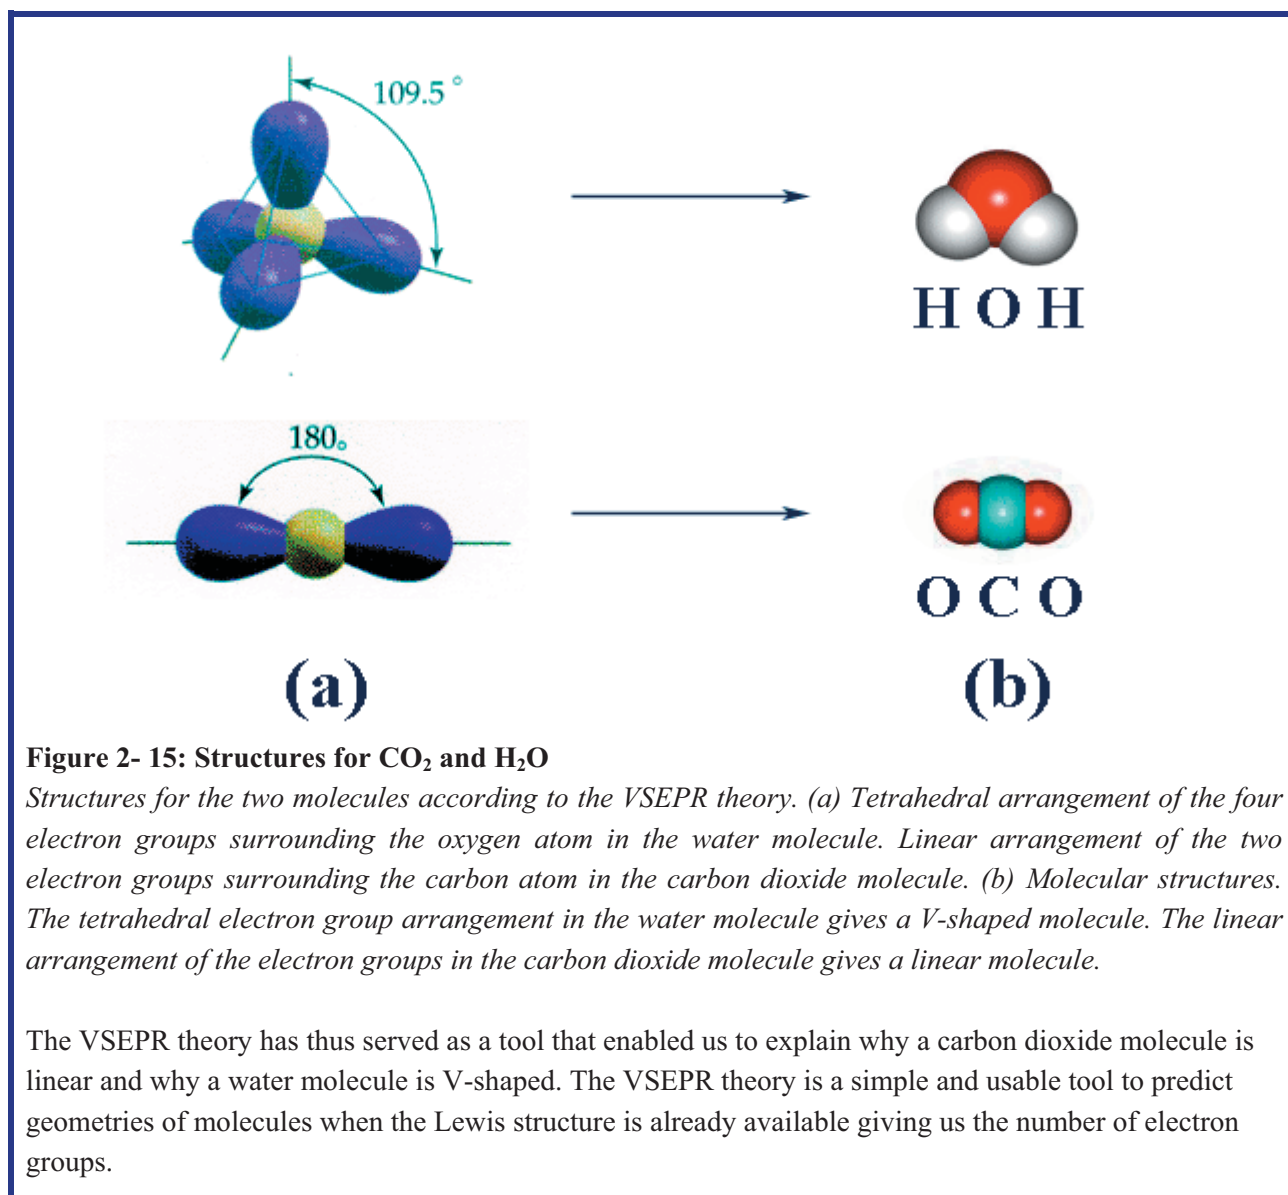 109.5°
H O H
180°
O C O
(a)
(b)
Figure 2- 15: Structures for CO₂ and H₂O
Structures for the two molecules according to the VSEPR theory. (a) Tetrahedral arrangement of the four
electron groups surrounding the oxygen atom in the water molecule. Linear arrangement of the two
electron groups surrounding the carbon atom in the carbon dioxide molecule. (b) Molecular structures.
The tetrahedral electron group arrangement in the water molecule gives a V-shaped molecule. The linear
arrangement of the electron groups in the carbon dioxide molecule gives a linear molecule.
The VSEPR theory has thus served as a tool that enabled us to explain why a carbon dioxide molecule is
linear and why a water molecule is V-shaped. The VSEPR theory is a simple and usable tool to predict
geometries of molecules when the Lewis structure is already available giving us the number of electron
groups.